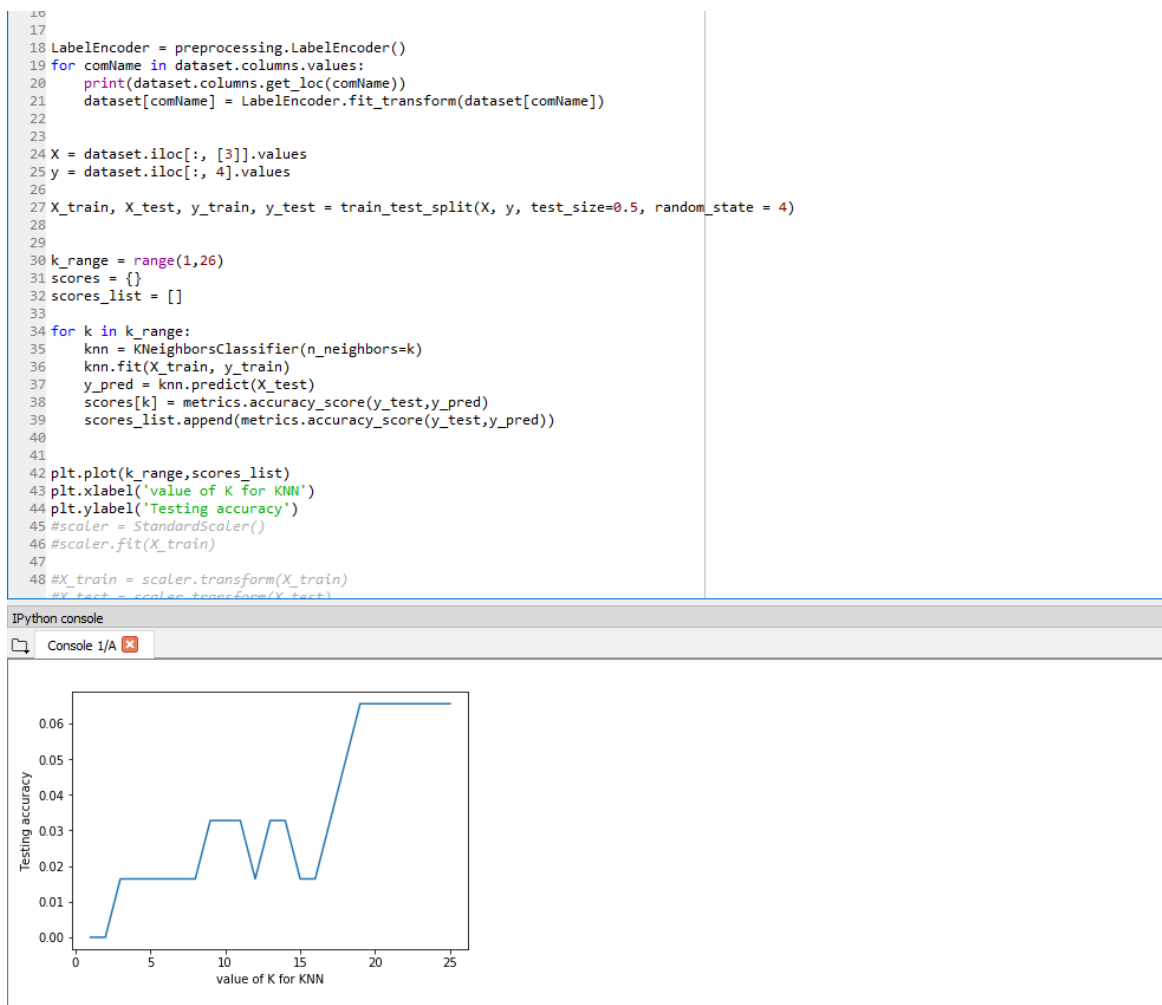 16
17
18 LabelEncoder = preprocessing.LabelEncoder()
19 for comName in dataset.columns.values:
20     print(dataset.columns.get_loc(comName))
21     dataset[comName] = LabelEncoder.fit_transform(dataset[comName])
22
23
24 X = dataset.iloc[:, [3]].values
25 y = dataset.iloc[:, 4].values
26
27 X_train, X_test, y_train, y_test = train_test_split(X, y, test_size=0.5, random_state = 4)
28
29
30 k_range = range(1,26)
31 scores = {}
32 scores_list = []
33
34 for k in k_range:
35     knn = KNeighborsClassifier(n_neighbors=k)
36     knn.fit(X_train, y_train)
37     y_pred = knn.predict(X_test)
38     scores[k] = metrics.accuracy_score(y_test,y_pred)
39     scores_list.append(metrics.accuracy_score(y_test,y_pred))
40
41
42 plt.plot(k_range,scores_list)
43 plt.xlabel('value of K for KNN')
44 plt.ylabel('Testing accuracy')
45 #scaler = StandardScaler()
46 #scaler.fit(X_train)
47
48 #X_train = scaler.transform(X_train)
#X_test = scaler.transform(X_test)
IPython console
Console 1/A
Testing accuracy
0.06
0.05
0.04
0.03
0.02
0.01
0.00
0 5 10 15 20 25
value of K for KNN